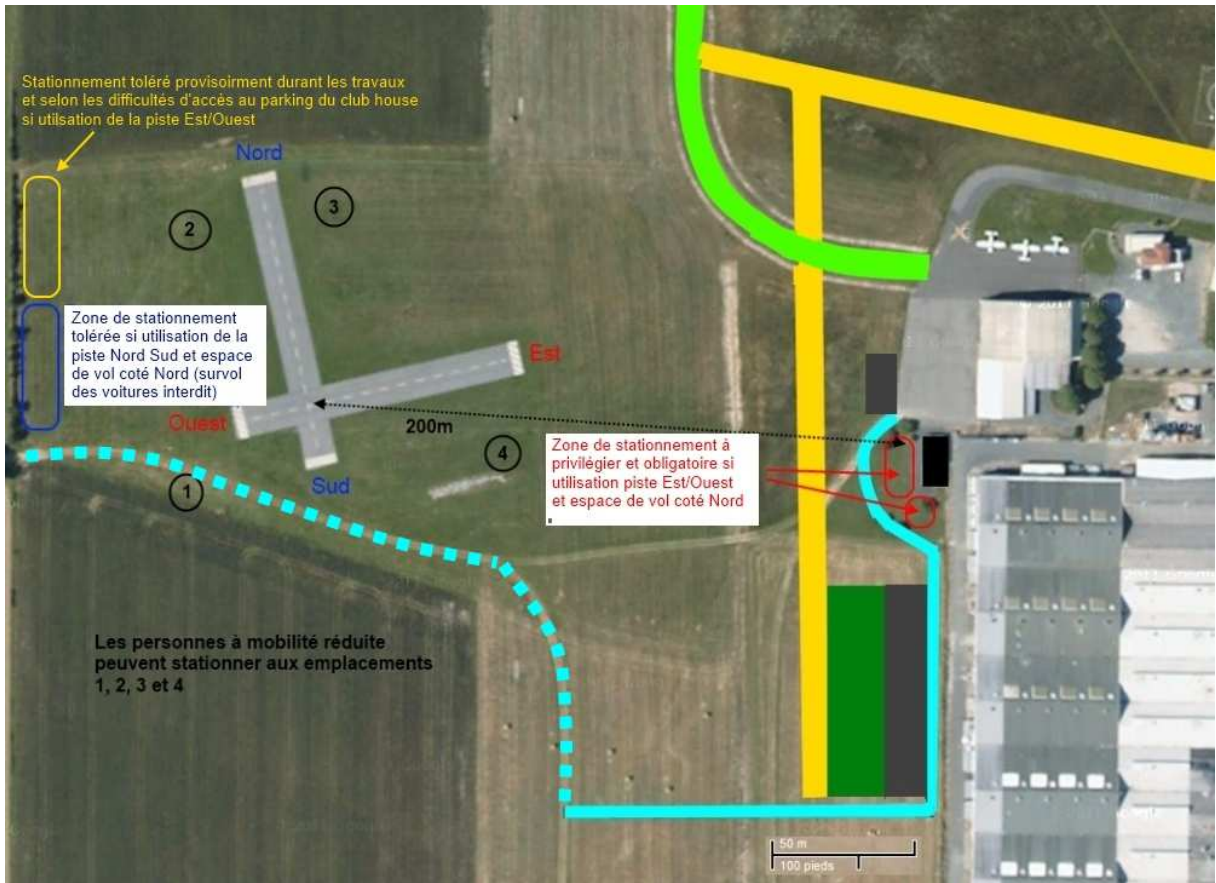 Stationnement toléré provisoirment durant les travaux
et selon les difficultés d'accès au parking du club house
si utilsation de la piste Est/Ouest
Nord
3
2
Zone de stationnement
tolérée si utilisation de la
piste Nord Sud et espace
de vol coté Nord (survol
des voitures interdit)
Est
Ouest
200m
4
Zone de stationnement à
privilégier et obligatoire si
utilisation piste Est/Ouest
et espace de vol coté Nord
.
Sud
1
Les personnes à mobilité réduite
peuvent stationner aux emplacements
1, 2, 3 et 4
50 m
100 pieds